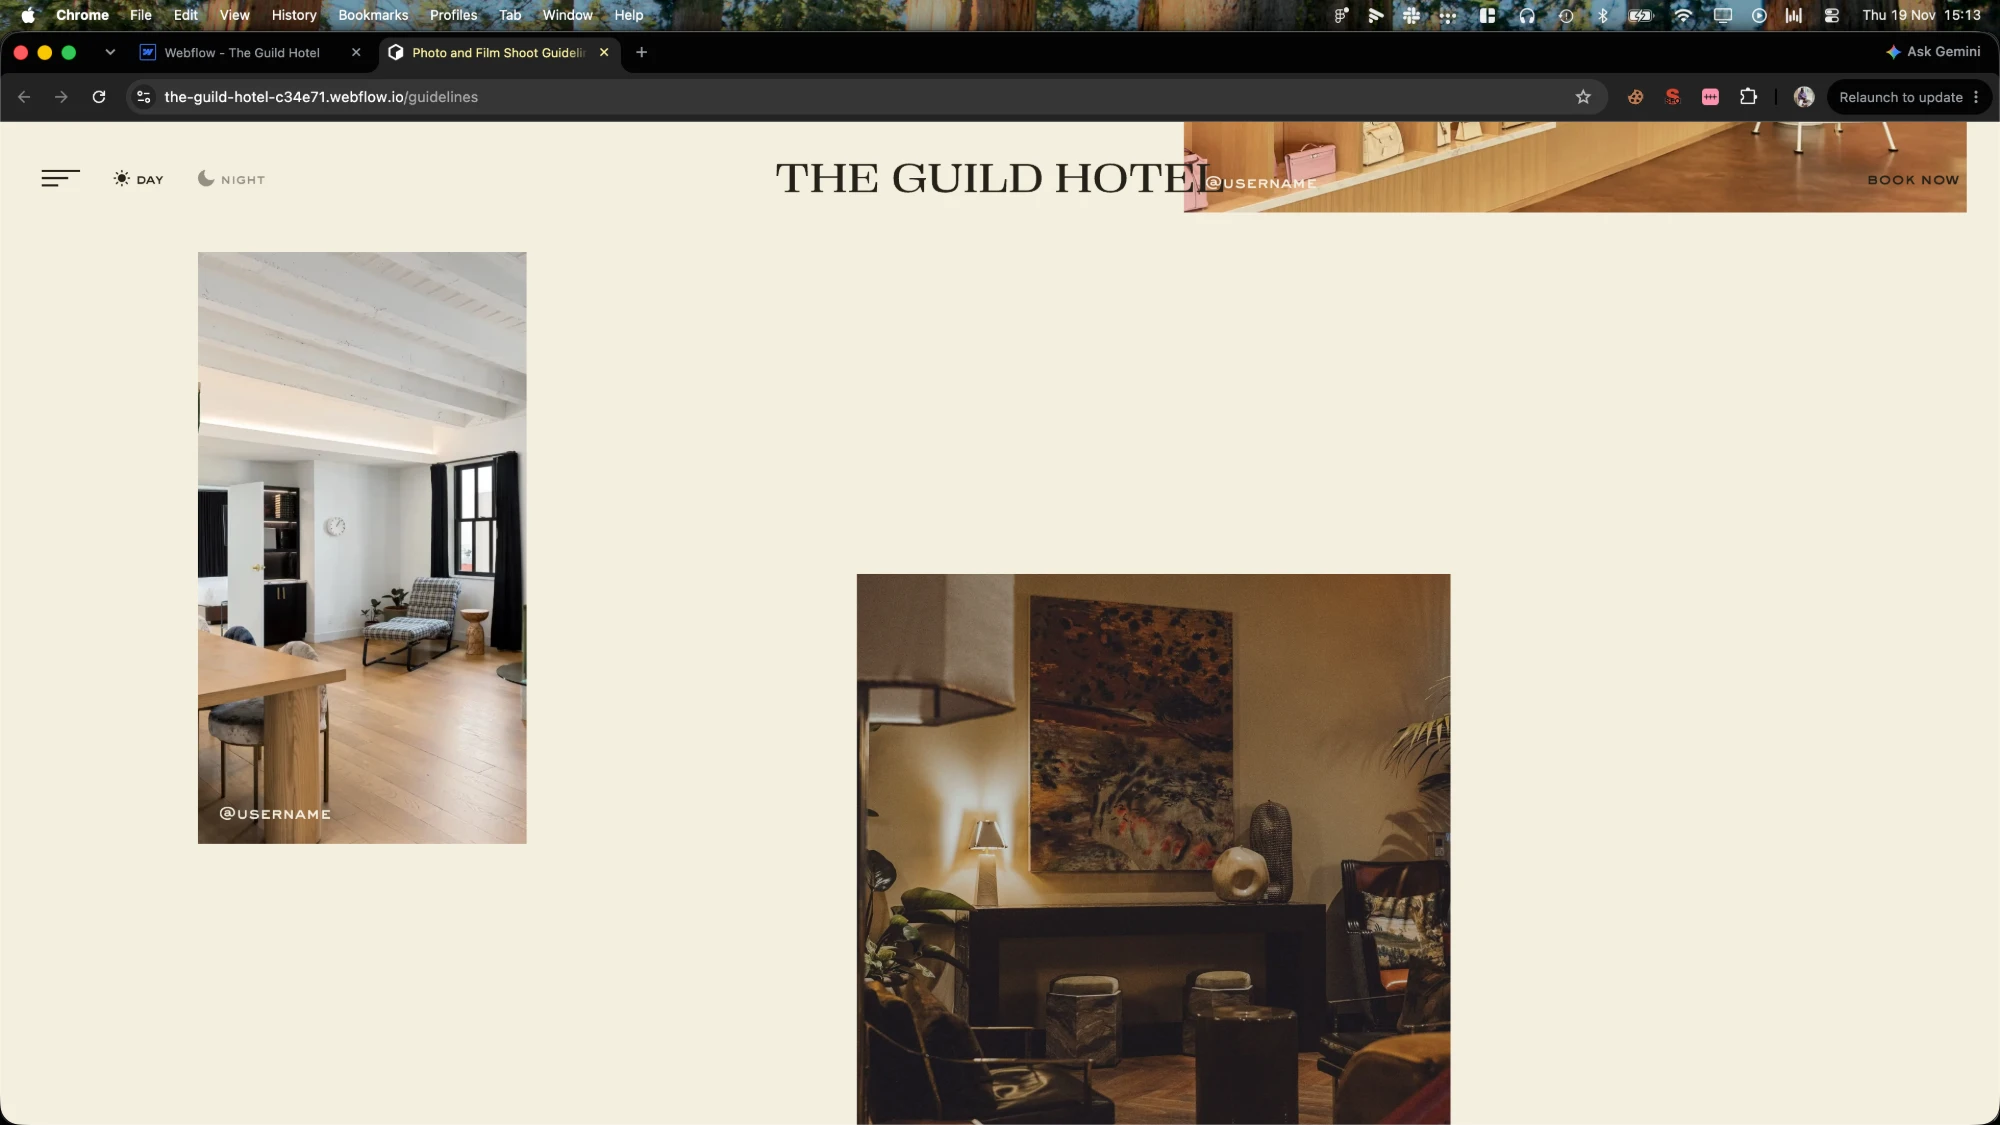 Chrome File Edit View History Bookmarks Profiles Tab Window Help Thu 19 Nov 15:13
Webflow - The Guild Hotel Photo and Film Shoot Guideli Ask Gemini
the-guild-hotel-c34e71.webflow.io/guidelines Relaunch to update
DAY NIGHT THE GUILD HOTEL @USERNAME BOOK NOW
@USERNAME